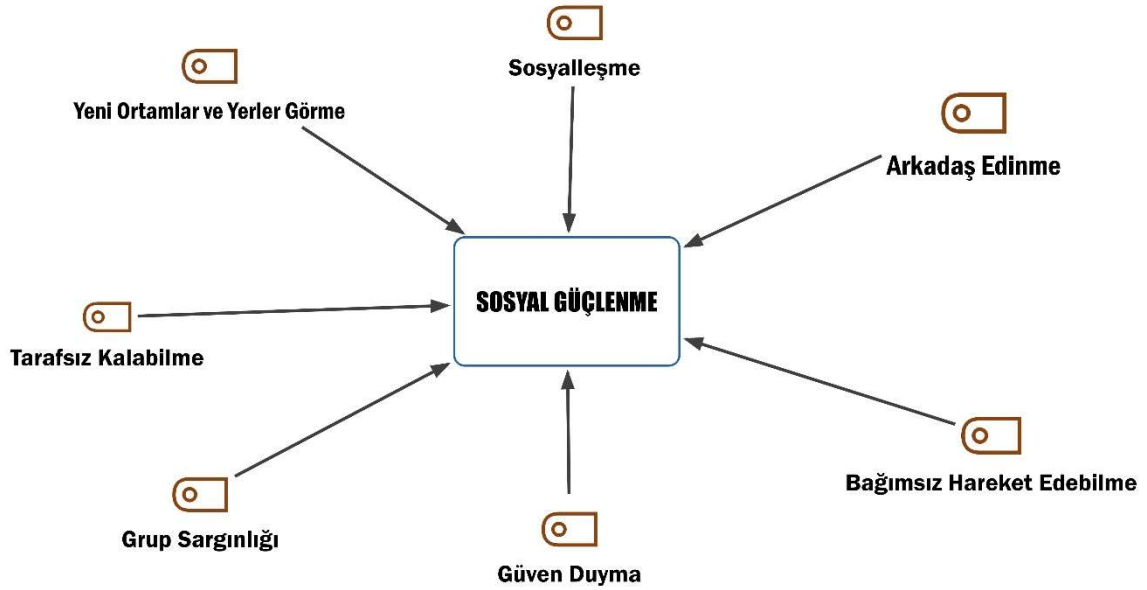 Sosyalleşme
Yeni Ortamlar ve Yerler Görme
Arkadaş Edinme
SOSYAL GÜÇLENME
Tarafsız Kalabilme
Bağımsız Hareket Edebilme
Grup Sargınlığı
Güven Duyma